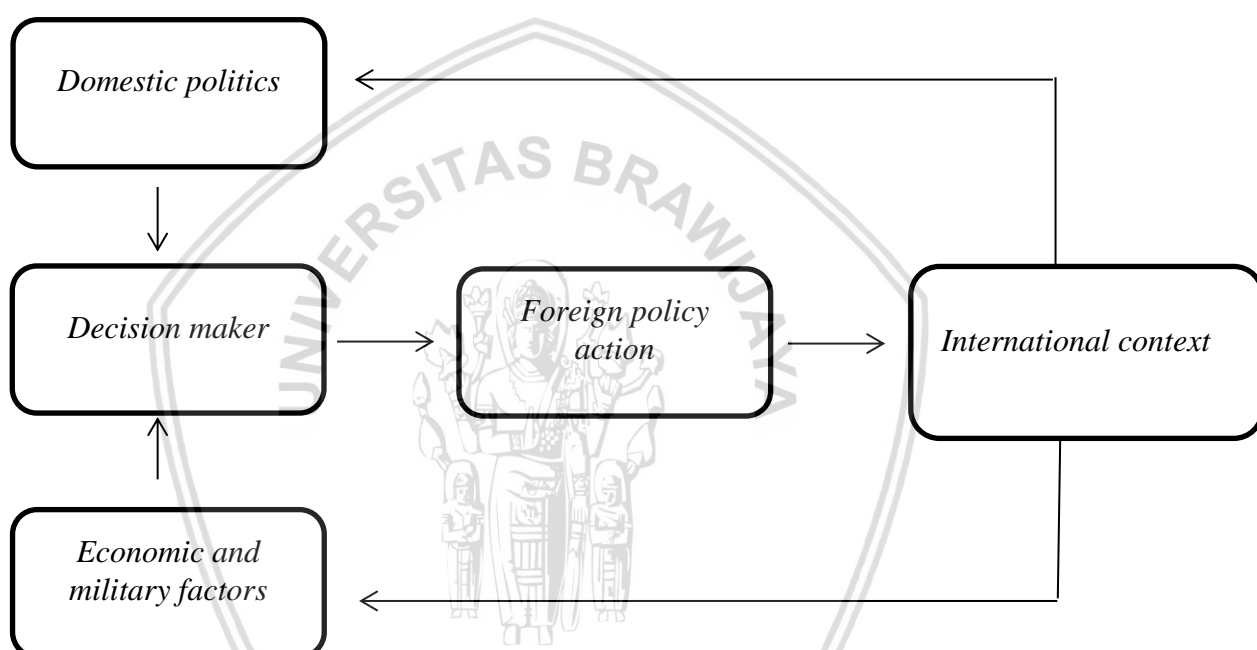 Domestic politics
UNIVERSITAS BRAWIJAYA
Decision maker
Foreign policy
action
International context
Economic and
military factors